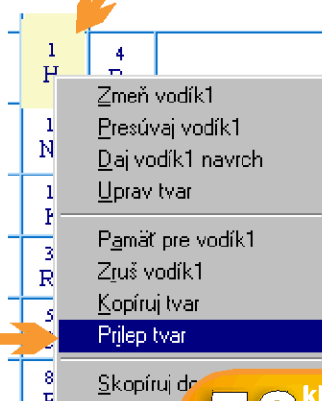 1
H
4
Zmeň vodík1
Presúvaj vodík1
Daj vodík1 navrch
Uprav tvar
Pamäť pre vodík1
Zruš vodík1
Kopíruj tvar
Prilep tvar
Skopíruj do
1
N
1
3
R
5
8